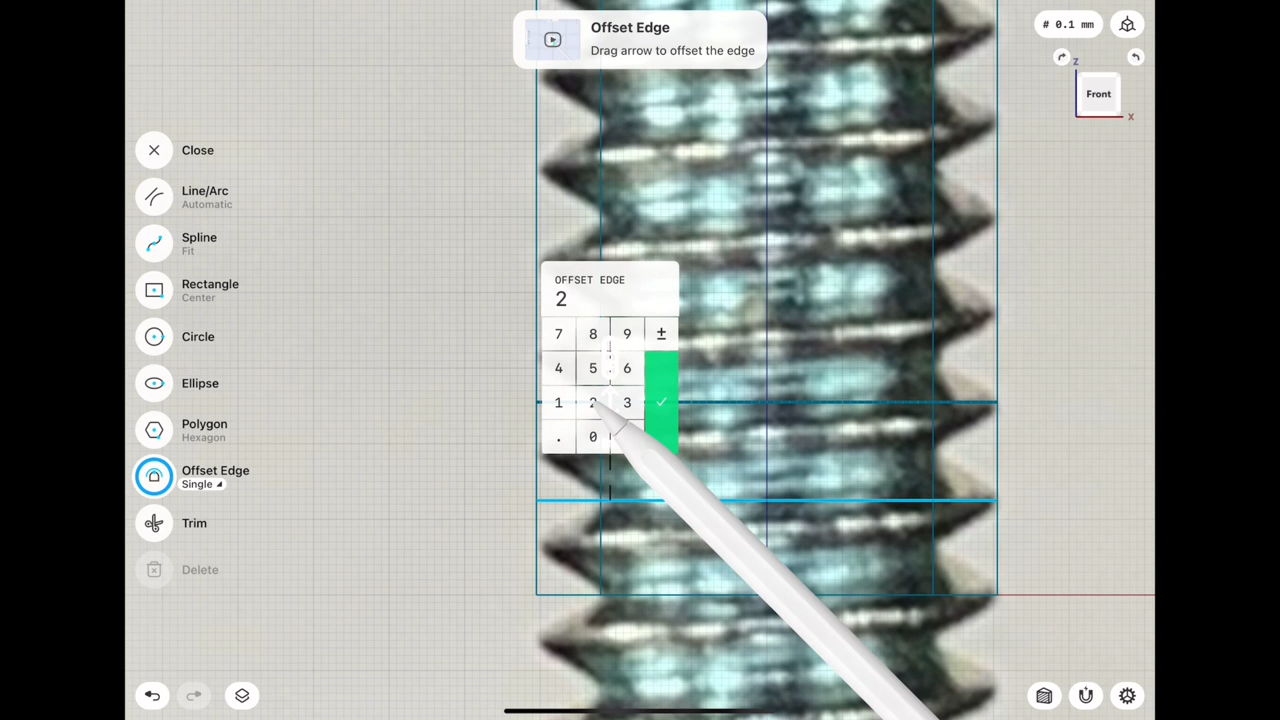 Offset Edge
Drag arrow to offset the edge
# 0.1 mm
Z
Front
X
Close
Line/Arc
Automatic
Spline
Fit
Rectangle
Center
Circle
Ellipse
Polygon
Hexagon
Offset Edge
Single
Trim
Delete
OFFSET EDGE
2
7 8 9 ±
4 5 6
1 2 3
. 0